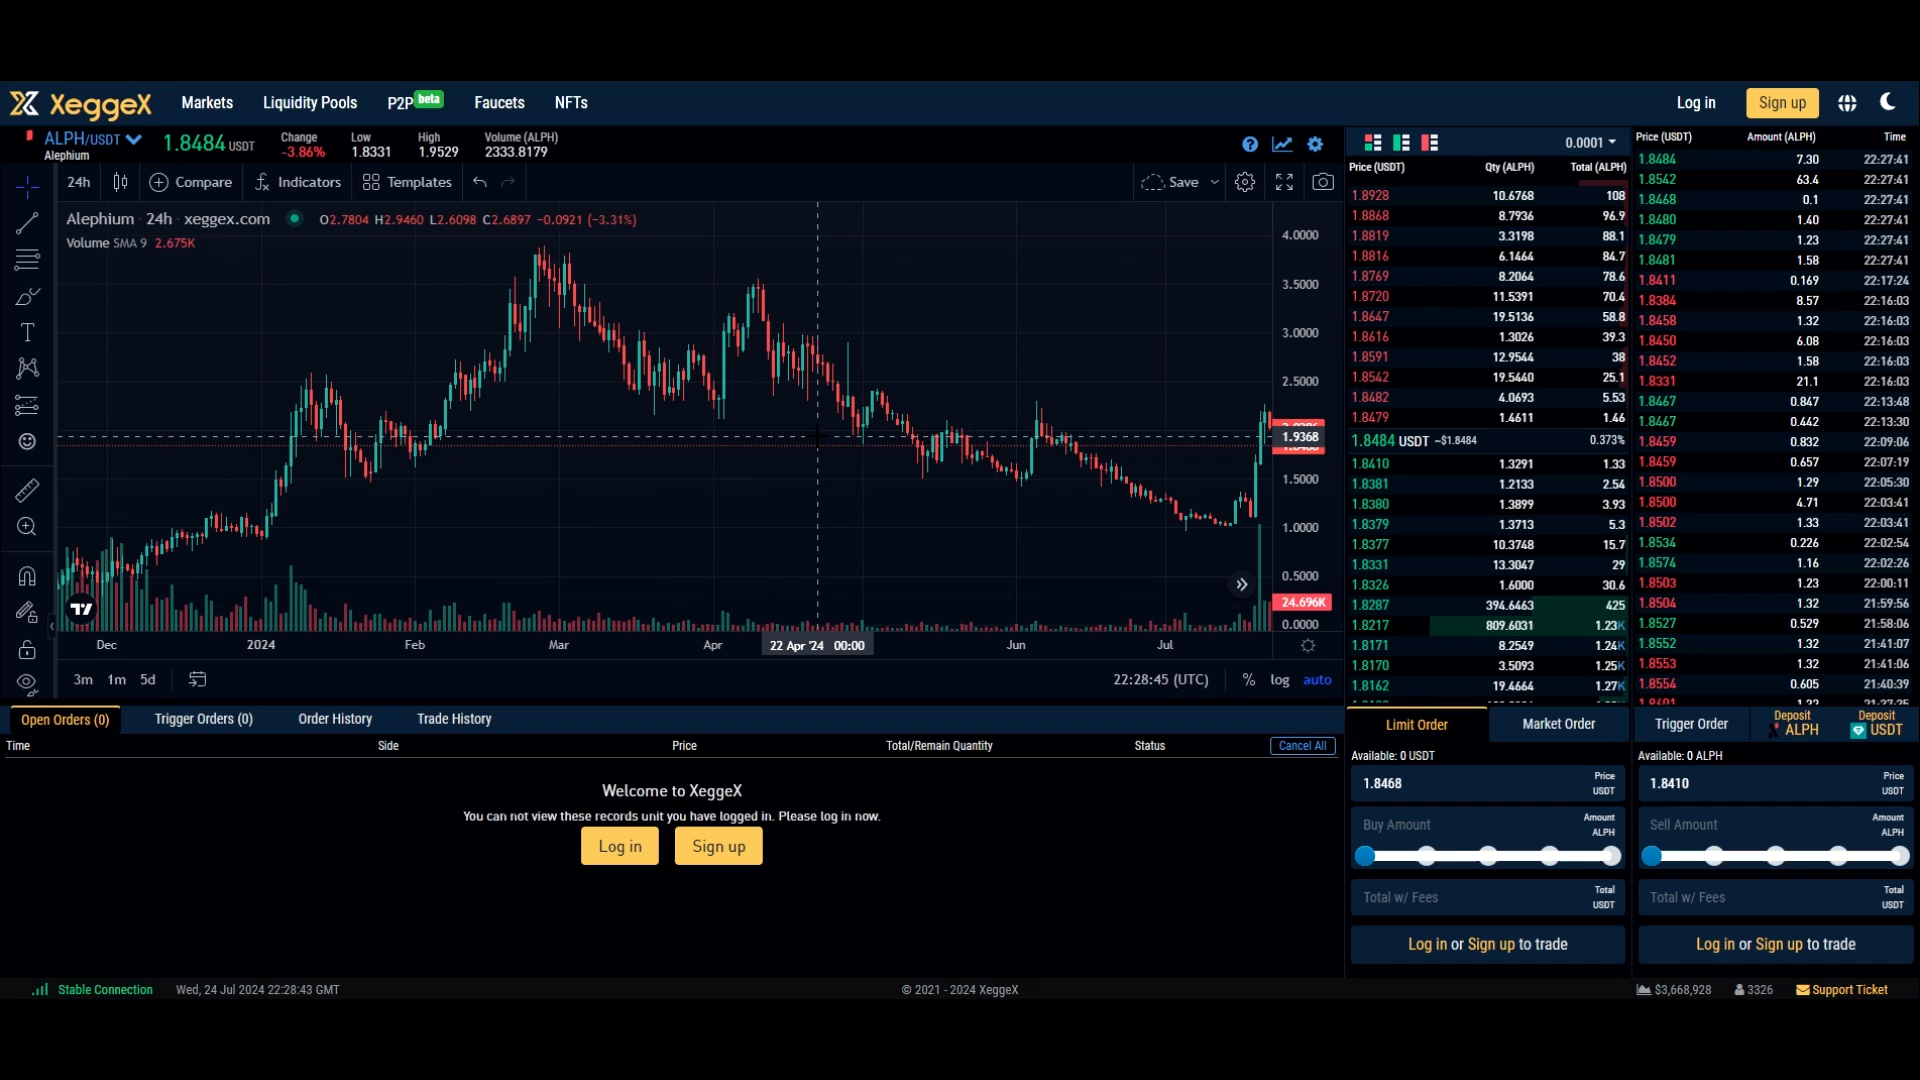 XeggeX Markets Liquidity Pools P2P beta Faucets NFTs Log in Sign up
ALPH/USDT 1.8484 USDT Change Low High Volume (ALPH)
Alephium -3.86% 1.8331 1.9529 2333.8179
24h Compare Indicators Templates Save
Alephium · 24h · xeggex.com O2.7804 H2.9460 L2.6098 C2.6897 −0.0921 (−3.31%)
Volume SMA 9 2.675K
4.0000
3.5000
3.0000
2.5000
1.9368
1.5000
1.0000
0.5000
24.696K
0.0000
Dec 2024 Feb Mar Apr 22 Apr '24 00:00 Jun Jul
3m 1m 5d 22:28:45 (UTC) % log auto
0.0001
Price (USDT) Qty (ALPH) Total (ALPH)
1.8928 10.6768 108
1.8868 8.7936 96.9
1.8819 3.3198 88.1
1.8816 6.1464 84.7
1.8769 8.2064 78.6
1.8720 11.5391 70.4
1.8647 19.5136 58.8
1.8616 1.3026 39.3
1.8591 12.9544 38
1.8542 19.5440 25.1
1.8482 4.0693 5.53
1.8479 1.4611 1.46
1.8484 USDT ~$1.8484 0.373%
1.8410 1.3291 1.33
1.8381 1.2133 2.54
1.8380 1.3899 3.93
1.8379 1.3713 5.3
1.8377 10.3748 15.7
1.8331 13.3047 29
1.8326 1.6000 30.6
1.8287 394.6463 425
1.8217 809.6031 1.23K
1.8171 8.2549 1.24K
1.8170 3.5093 1.25K
1.8162 19.4664 1.27K
Price (USDT) Amount (ALPH) Time
1.8484 7.30 22:27:41
1.8542 63.4 22:27:41
1.8468 0.1 22:27:41
1.8480 1.40 22:27:41
1.8479 1.23 22:27:41
1.8481 1.58 22:27:41
1.8411 0.169 22:17:24
1.8384 8.57 22:16:03
1.8458 1.32 22:16:03
1.8450 6.08 22:16:03
1.8452 1.58 22:16:03
1.8331 21.1 22:16:03
1.8467 0.847 22:13:48
1.8467 0.442 22:13:30
1.8459 0.832 22:09:06
1.8459 0.657 22:07:19
1.8500 1.29 22:05:30
1.8500 4.71 22:03:41
1.8502 1.33 22:03:41
1.8534 0.226 22:02:54
1.8574 1.16 22:02:26
1.8503 1.23 22:00:11
1.8504 1.32 21:59:56
1.8527 0.529 21:58:06
1.8552 1.32 21:41:07
1.8553 1.32 21:41:06
1.8554 0.605 21:40:39
Open Orders (0) Trigger Orders (0) Order History Trade History
Time Side Price Total/Remain Quantity Status Cancel All
Welcome to XeggeX
You can not view these records unit you have logged in. Please log in now.
Log in Sign up
Limit Order Market Order Trigger Order Deposit ALPH Deposit USDT
Available: 0 USDT
1.8468 Price USDT
Buy Amount Amount ALPH
Total w/ Fees Total USDT
Log in or Sign up to trade
Available: 0 ALPH
1.8410 Price USDT
Sell Amount Amount ALPH
Total w/ Fees Total USDT
Log in or Sign up to trade
Stable Connection Wed, 24 Jul 2024 22:28:43 GMT © 2021 - 2024 XeggeX $3,668,928 3326 Support Ticket